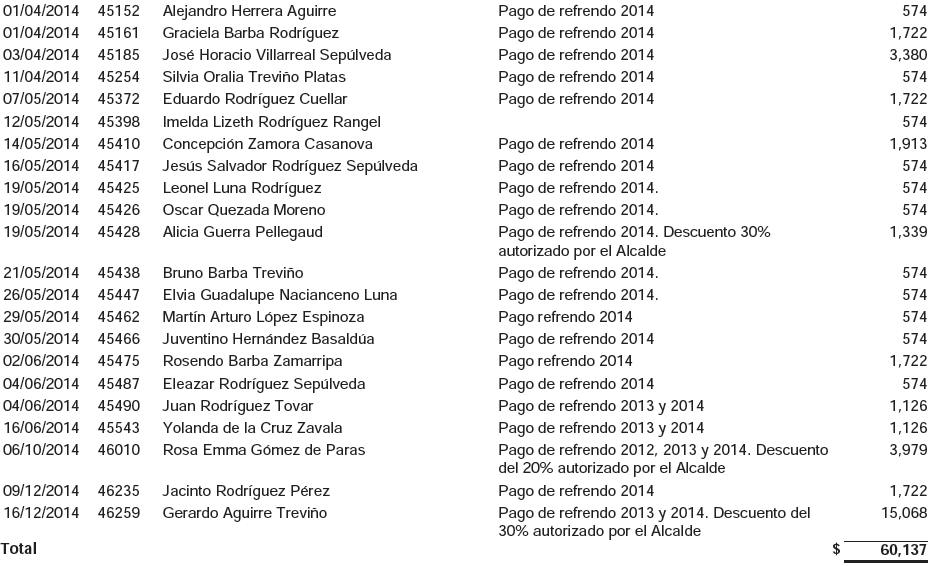 01/04/2014 45152 Alejandro Herrera Aguirre Pago de refrendo 2014 574
01/04/2014 45161 Graciela Barba Rodríguez Pago de refrendo 2014 1,722
03/04/2014 45185 José Horacio Villarreal Sepúlveda Pago de refrendo 2014 3,380
11/04/2014 45254 Silvia Oralia Treviño Platas Pago de refrendo 2014 574
07/05/2014 45372 Eduardo Rodríguez Cuellar Pago de refrendo 2014 1,722
12/05/2014 45398 Imelda Lizeth Rodríguez Rangel 574
14/05/2014 45410 Concepción Zamora Casanova Pago de refrendo 2014 1,913
16/05/2014 45417 Jesús Salvador Rodríguez Sepúlveda Pago de refrendo 2014 574
19/05/2014 45425 Leonel Luna Rodríguez Pago de refrendo 2014. 574
19/05/2014 45426 Oscar Quezada Moreno Pago de refrendo 2014. 574
19/05/2014 45428 Alicia Guerra Pellegaud Pago de refrendo 2014. Descuento 30% 1,339
autorizado por el Alcalde
21/05/2014 45438 Bruno Barba Treviño Pago de refrendo 2014. 574
26/05/2014 45447 Elvia Guadalupe Nacianceno Luna Pago de refrendo 2014. 574
29/05/2014 45462 Martín Arturo López Espinoza Pago refrendo 2014 574
30/05/2014 45466 Juventino Hernández Basaldúa Pago de refrendo 2014 574
02/06/2014 45475 Rosendo Barba Zamarripa Pago refrendo 2014 1,722
04/06/2014 45487 Eleazar Rodríguez Sepúlveda Pago de refrendo 2014 574
04/06/2014 45490 Juan Rodríguez Tovar Pago de refrendo 2013 y 2014 1,126
16/06/2014 45543 Yolanda de la Cruz Zavala Pago de refrendo 2013 y 2014 1,126
06/10/2014 46010 Rosa Emma Gómez de Paras Pago de refrendo 2012, 2013 y 2014. Descuento 3,979
del 20% autorizado por el Alcalde
09/12/2014 46235 Jacinto Rodríguez Pérez Pago de refrendo 2014 1,722
16/12/2014 46259 Gerardo Aguirre Treviño Pago de refrendo 2013 y 2014. Descuento del 15,068
30% autorizado por el Alcalde
Total $ 60,137